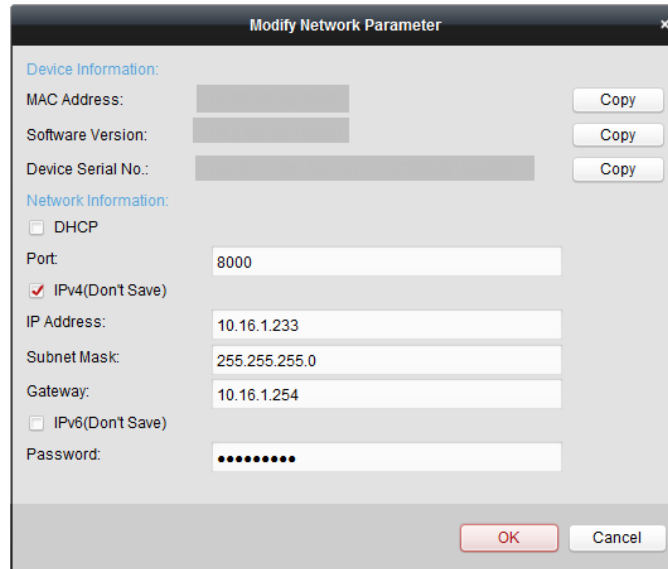 Modify Network Parameter ×
Device Information:
MAC Address: Copy
Software Version: Copy
Device Serial No.: Copy
Network Information:
DHCP
Port: 8000
IPv4(Don't Save)
IP Address: 10.16.1.233
Subnet Mask: 255.255.255.0
Gateway: 10.16.1.254
IPv6(Don't Save)
Password: ●●●●●●●●●
OK Cancel